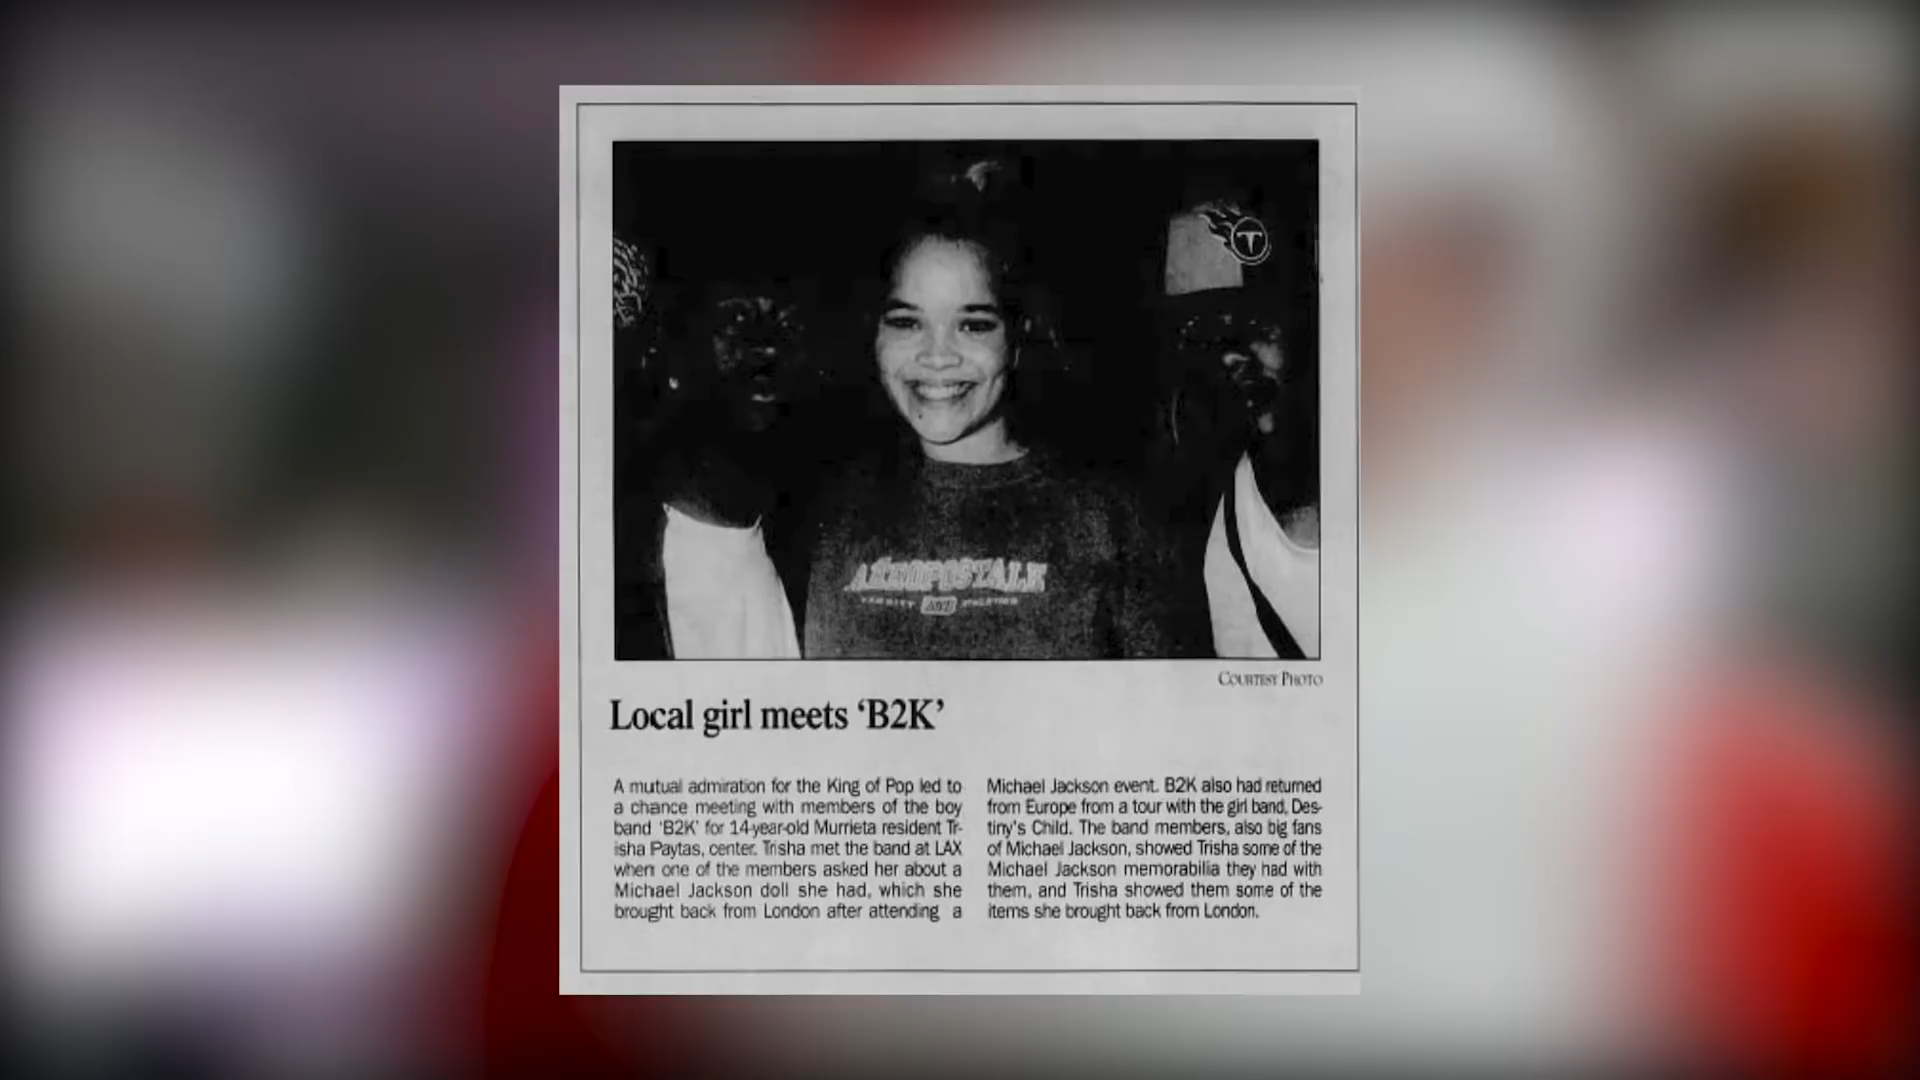 T
AÉROPOSTALE
COURTESY PHOTO
Local girl meets ‘B2K’
A mutual admiration for the King of Pop led to
a chance meeting with members of the boy
band ‘B2K’ for 14-year-old Murrieta resident Tr-
isha Paytas, center. Trisha met the band at LAX
when one of the members asked her about a
Michael Jackson doll she had, which she
brought back from London after attending a
Michael Jackson event. B2K also had returned
from Europe from a tour with the girl band, Des-
tiny’s Child. The band members, also big fans
of Michael Jackson, showed Trisha some of the
Michael Jackson memorabilia they had with
them, and Trisha showed them some of the
items she brought back from London.